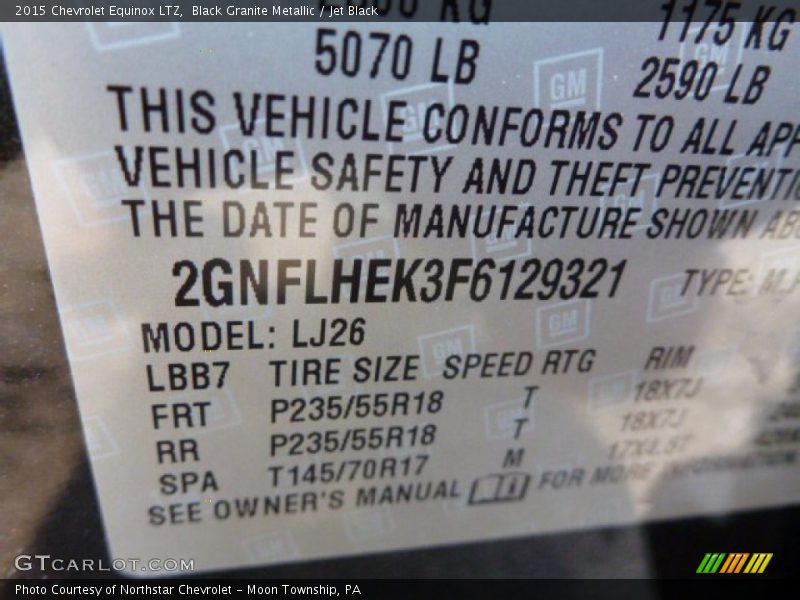 2015 Chevrolet Equinox LTZ, Black Granite Metallic / Jet Black
KG 1175 KG
5070 LB 2590 LB
THIS VEHICLE CONFORMS TO ALL
VEHICLE SAFETY AND THEFT
THE DATE OF MANUFACTURE SHOWN
2GNFLHEK3F6129321 TYPE:
MODEL: LJ26
LBB7 TIRE SIZE SPEED RTG RIM
FRT P235/55R18 T 18X7J
RR P235/55R18 T 18X7J
SPA T145/70R17 M
SEE OWNER'S MANUAL FOR MORE INFORMATION
GTCARLOT.COM
Photo Courtesy of Northstar Chevrolet - Moon Township, PA